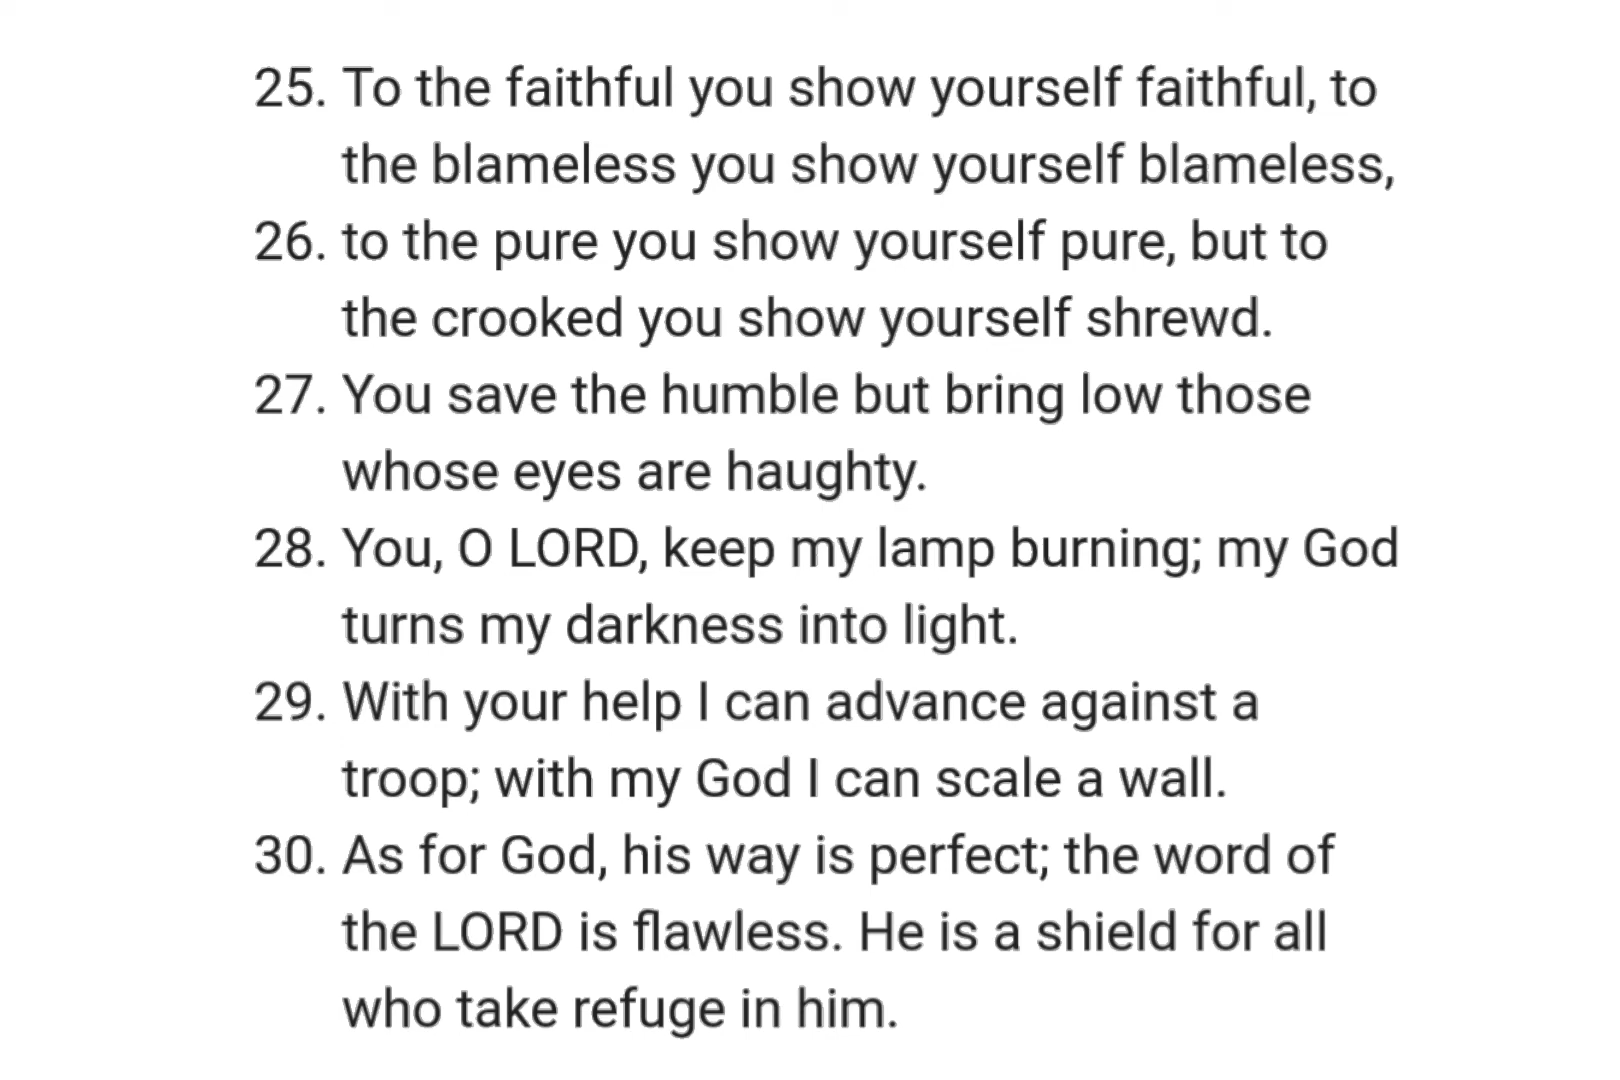 25. To the faithful you show yourself faithful, to
the blameless you show yourself blameless,
26. to the pure you show yourself pure, but to
the crooked you show yourself shrewd.
27. You save the humble but bring low those
whose eyes are haughty.
28. You, O LORD, keep my lamp burning; my God
turns my darkness into light.
29. With your help I can advance against a
troop; with my God I can scale a wall.
30. As for God, his way is perfect; the word of
the LORD is flawless. He is a shield for all
who take refuge in him.